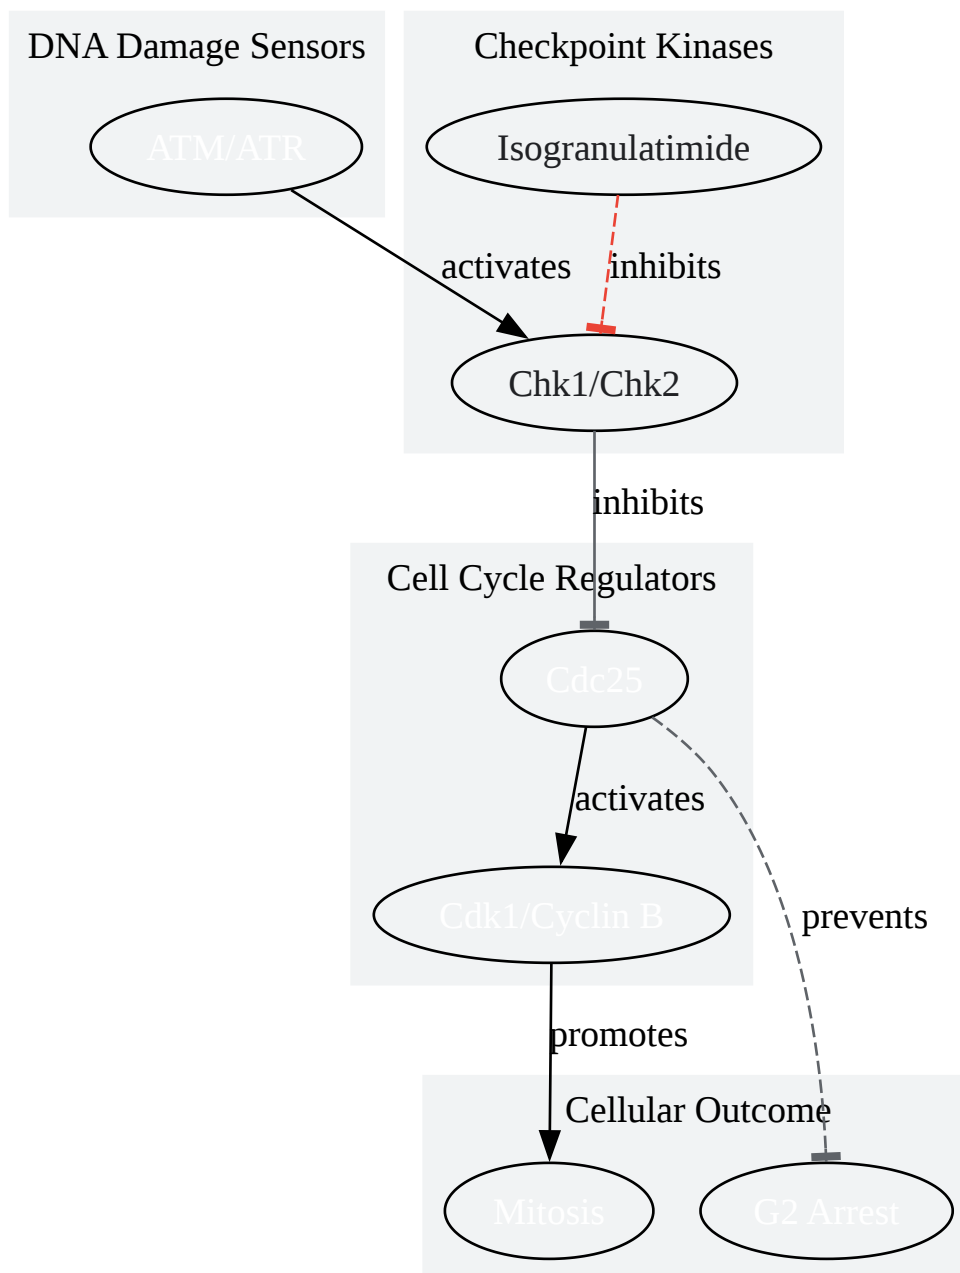 DNA Damage Sensors
Checkpoint Kinases
ATM/ATR
Isogranulatimide
activates
inhibits
Chk1/Chk2
inhibits
Cell Cycle Regulators
Cdc25
activates
Cdk1/Cyclin B
prevents
promotes
Cellular Outcome
Mitosis
G2 Arrest